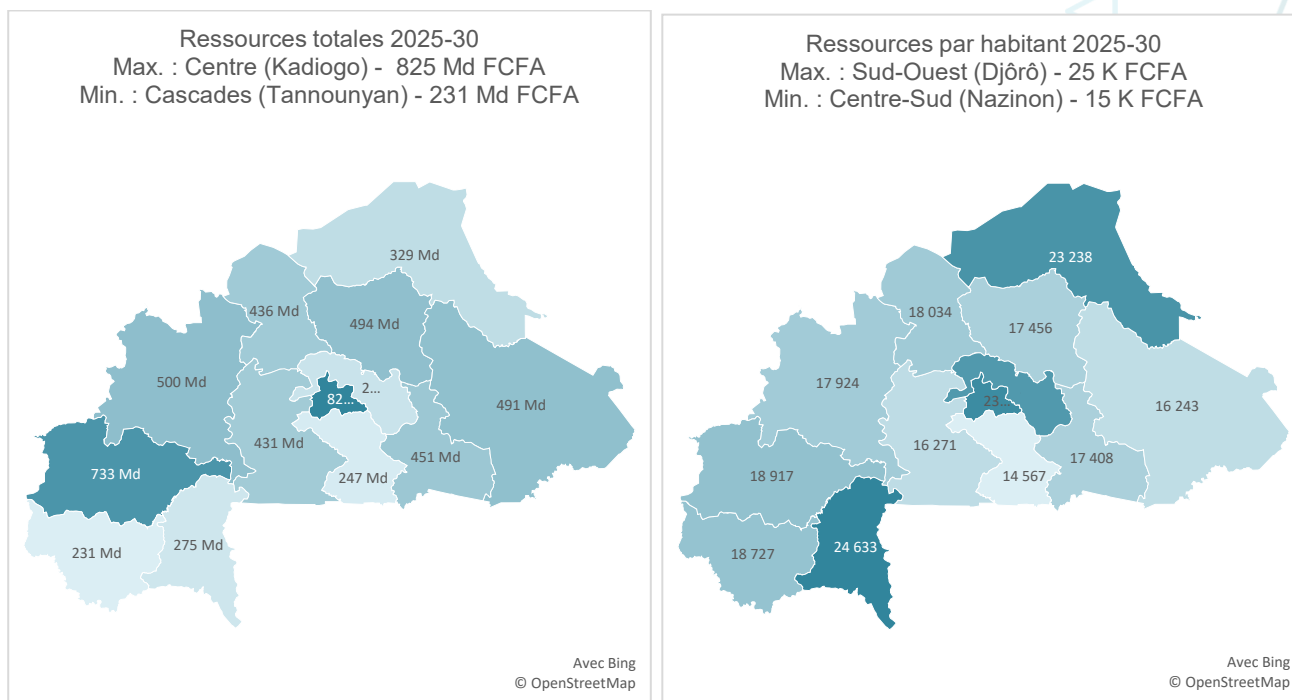 Ressources totales 2025-30
Max. : Centre (Kadiogo) - 825 Md FCFA
Min. : Cascades (Tannounyan) - 231 Md FCFA
329 Md
436 Md
494 Md
500 Md
2...
82...
491 Md
431 Md
451 Md
733 Md
247 Md
231 Md
275 Md
Avec Bing
© OpenStreetMap
Ressources par habitant 2025-30
Max. : Sud-Ouest (Djôrô) - 25 K FCFA
Min. : Centre-Sud (Nazinon) - 15 K FCFA
23 238
18 034
17 456
17 924
23...
16 243
16 271
17 408
18 917
14 567
18 727
24 633
Avec Bing
© OpenStreetMap